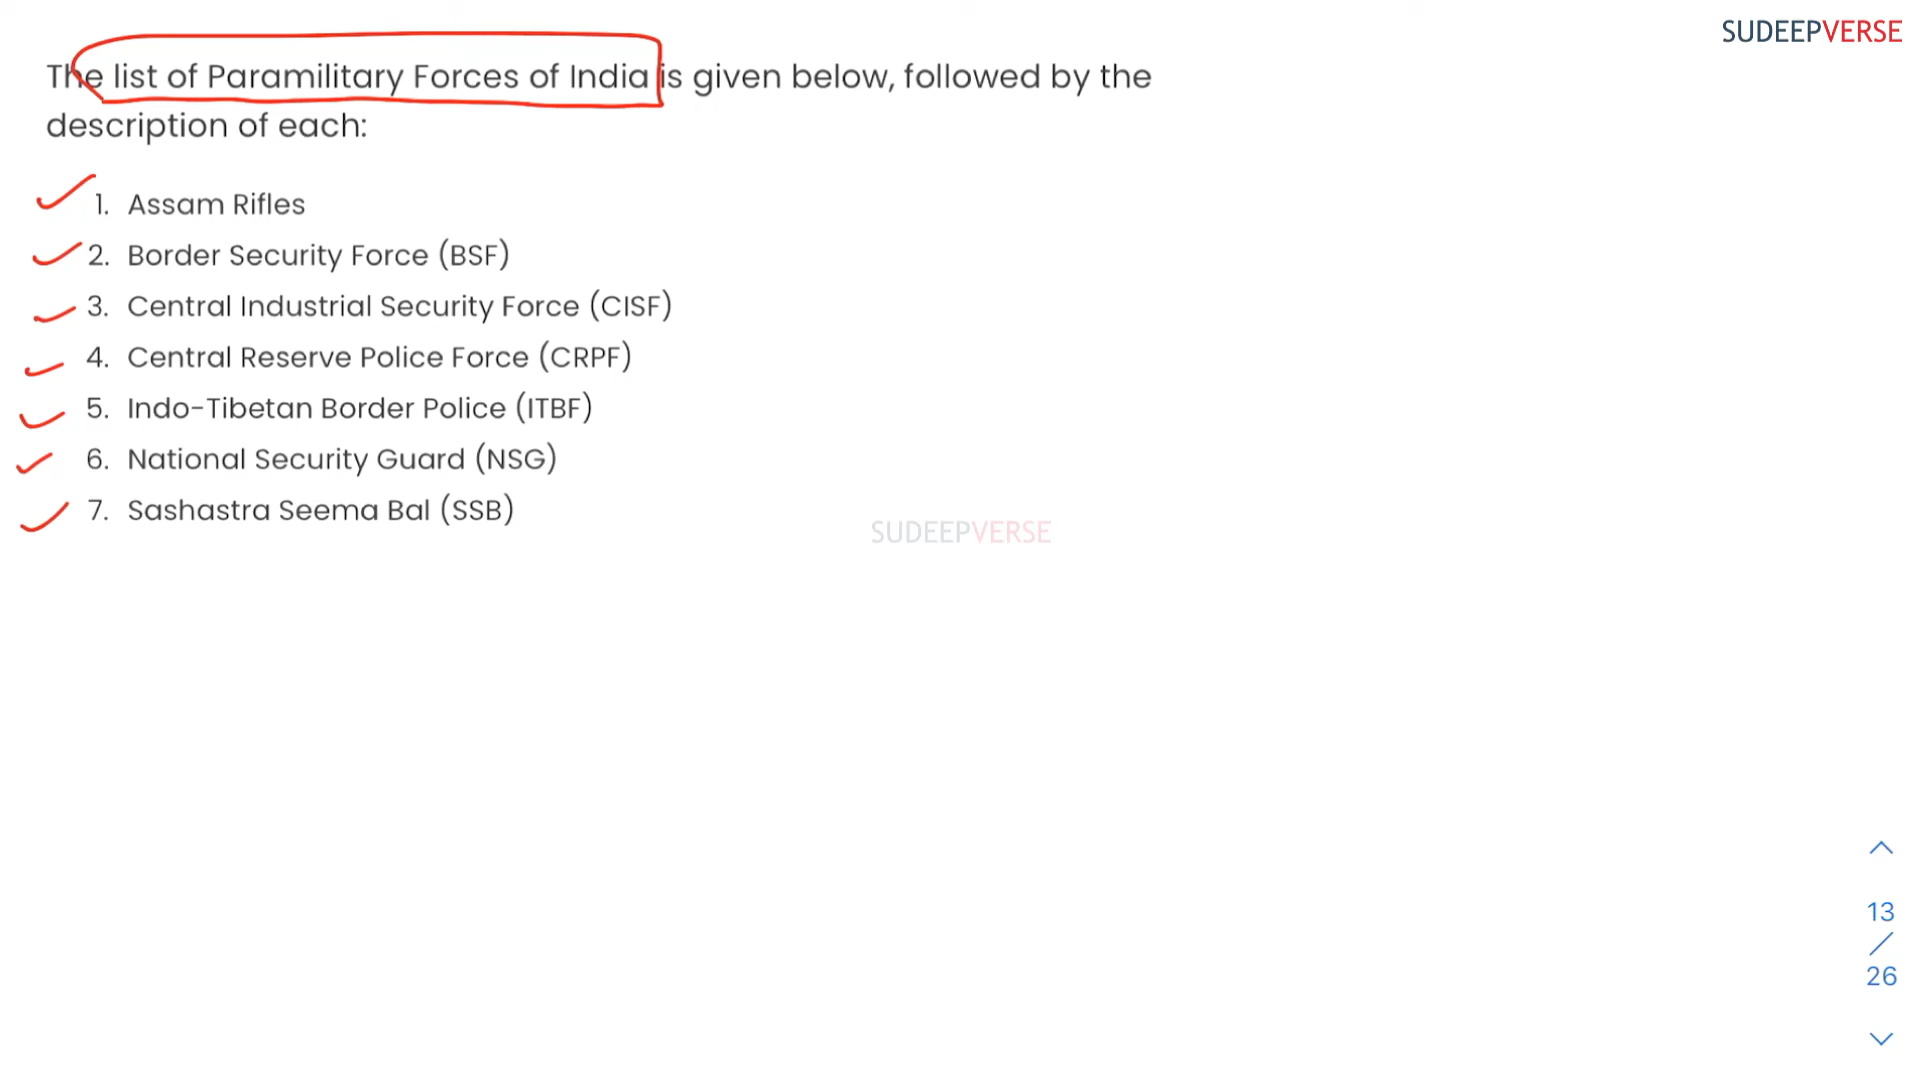 SUDEEPVERSE
The list of Paramilitary Forces of India is given below, followed by the
description of each:
1. Assam Rifles
2. Border Security Force (BSF)
3. Central Industrial Security Force (CISF)
4. Central Reserve Police Force (CRPF)
5. Indo-Tibetan Border Police (ITBF)
6. National Security Guard (NSG)
7. Sashastra Seema Bal (SSB)
SUDEEPVERSE
13
/
26